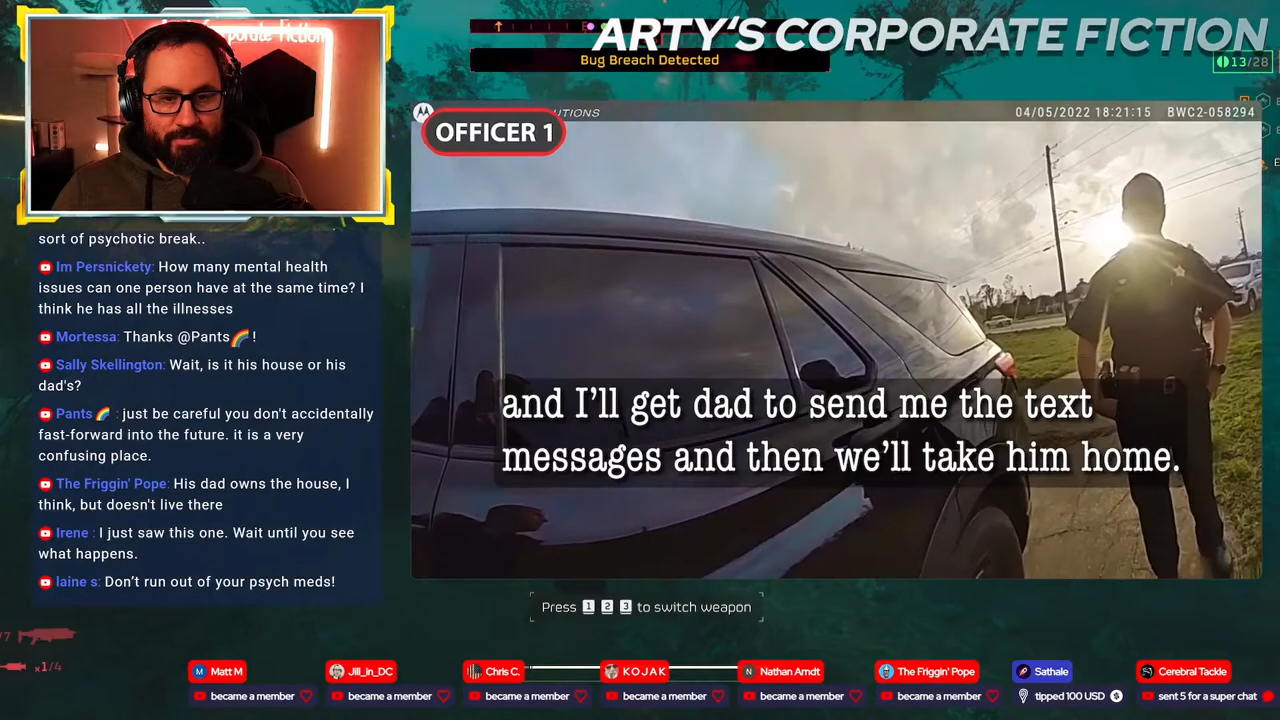 Corporate Fiction
ARTY'S CORPORATE FICTION
Bug Breach Detected
13/28
UTIONS
04/05/2022 18:21:15 BWC2-058294
OFFICER 1
and I'll get dad to send me the text
messages and then we'll take him home.
sort of psychotic break..
Im Persnickety: How many mental health
issues can one person have at the same time? I
think he has all the illnesses
Mortessa: Thanks @Pants🌈!
Sally Skellington: Wait, is it his house or his
dad's?
Pants🌈: just be careful you don't accidentally
fast-forward into the future. it is a very
confusing place.
The Friggin' Pope: His dad owns the house, I
think, but doesn't live there
Irene : I just saw this one. Wait until you see
what happens.
laine s: Don't run out of your psych meds!
Press 1 2 3 to switch weapon
/7
x1/4
M Matt M
became a member
Jill_in_DC
became a member
Chris C.
became a member
K O J A K
became a member
N Nathan Arndt
became a member
The Friggin' Pope
became a member
Sathale
tipped 100 USD
Cerebral Tackle
sent 5 for a super chat